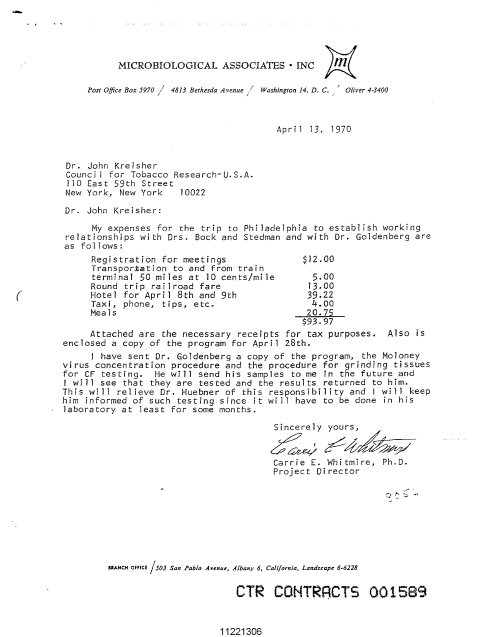 MICROBIOLOGICAL ASSOCIATES • INC
m
Post Office Box 5970 / 4813 Bethesda Avenue / Washington 14, D. C. / Oliver 4-3400
April 13, 1970
Dr. John Kreisher
Council for Tobacco Research-U.S.A.
110 East 59th Street
New York, New York 10022
Dr. John Kreisher:
My expenses for the trip to Philadelphia to establish working
relationships with Drs. Bock and Stedman and with Dr. Goldenberg are
as follows:
Registration for meetings $12.00
Transportation to and from train
terminal 50 miles at 10 cents/mile 5.00
Round trip railroad fare 13.00
Hotel for April 8th and 9th 39.22
Taxi, phone, tips, etc. 4.00
Meals 20.75
$93.97
Attached are the necessary receipts for tax purposes. Also is
enclosed a copy of the program for April 28th.
I have sent Dr. Goldenberg a copy of the program, the Moloney
virus concentration procedure and the procedure for grinding tissues
for CF testing. He will send his samples to me in the future and
I will see that they are tested and the results returned to him.
This will relieve Dr. Huebner of this responsibility and I will keep
him informed of such testing since it will have to be done in his
laboratory at least for some months.
Sincerely yours,
Carrie E Whitmire
Carrie E. Whitmire, Ph.D.
Project Director
BRANCH OFFICE / 503 San Pablo Avenue, Albany 6, California, Landscape 6-6228
CTR CONTRACTS 001589
11221306